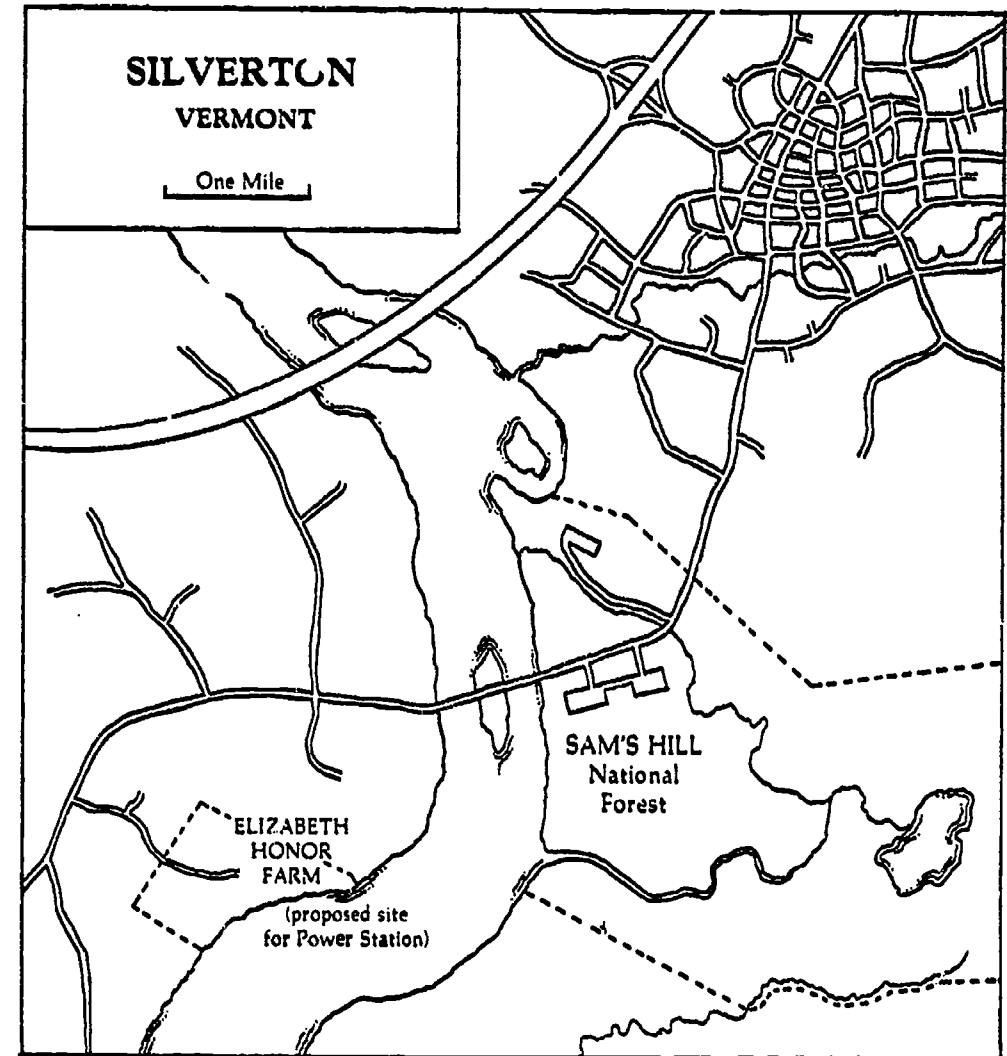 SILVERTON
VERMONT
One Mile
SAM'S HILL
National
Forest
ELIZABETH
HONOR
FARM
(proposed site
for Power Station)